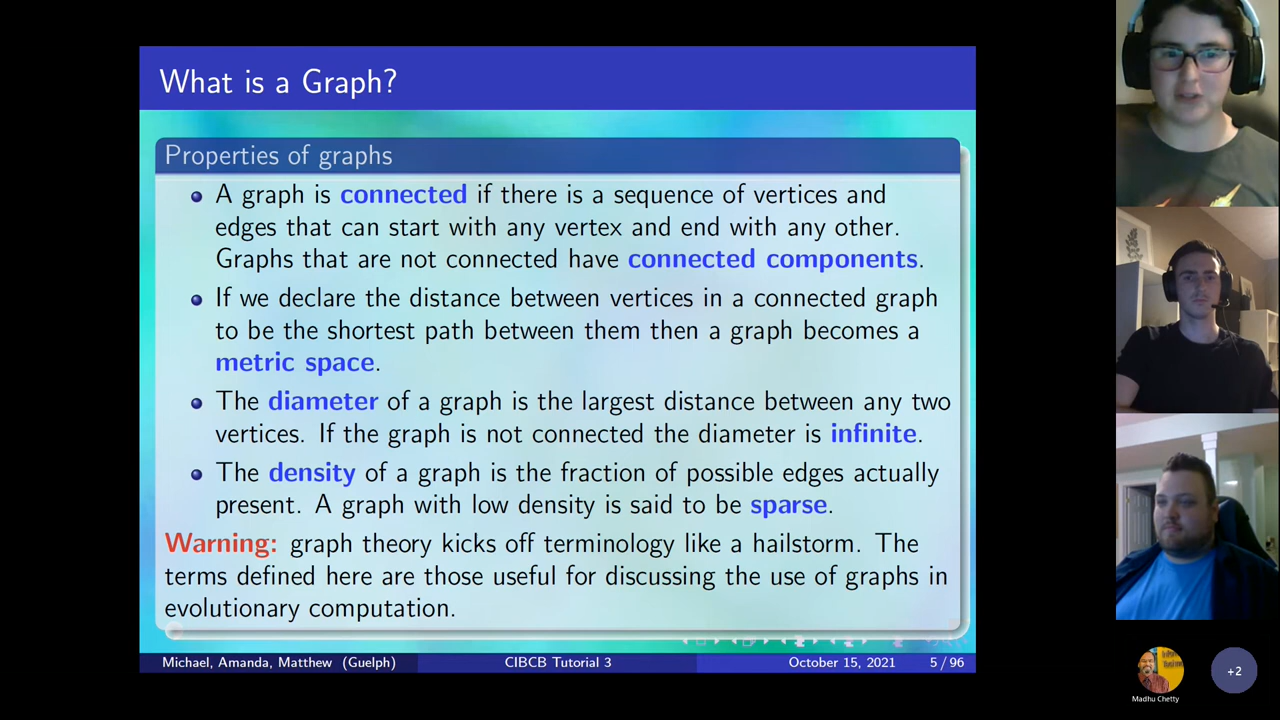 What is a Graph?
Properties of graphs
A graph is connected if there is a sequence of vertices and
edges that can start with any vertex and end with any other.
Graphs that are not connected have connected components.
If we declare the distance between vertices in a connected graph
to be the shortest path between them then a graph becomes a
metric space.
The diameter of a graph is the largest distance between any two
vertices. If the graph is not connected the diameter is infinite.
The density of a graph is the fraction of possible edges actually
present. A graph with low density is said to be sparse.
Warning: graph theory kicks off terminology like a hailstorm. The
terms defined here are those useful for discussing the use of graphs in
evolutionary computation.
Michael, Amanda, Matthew (Guelph) CIBCB Tutorial 3 October 15, 2021 5 / 96
Madhu Chetty
+2